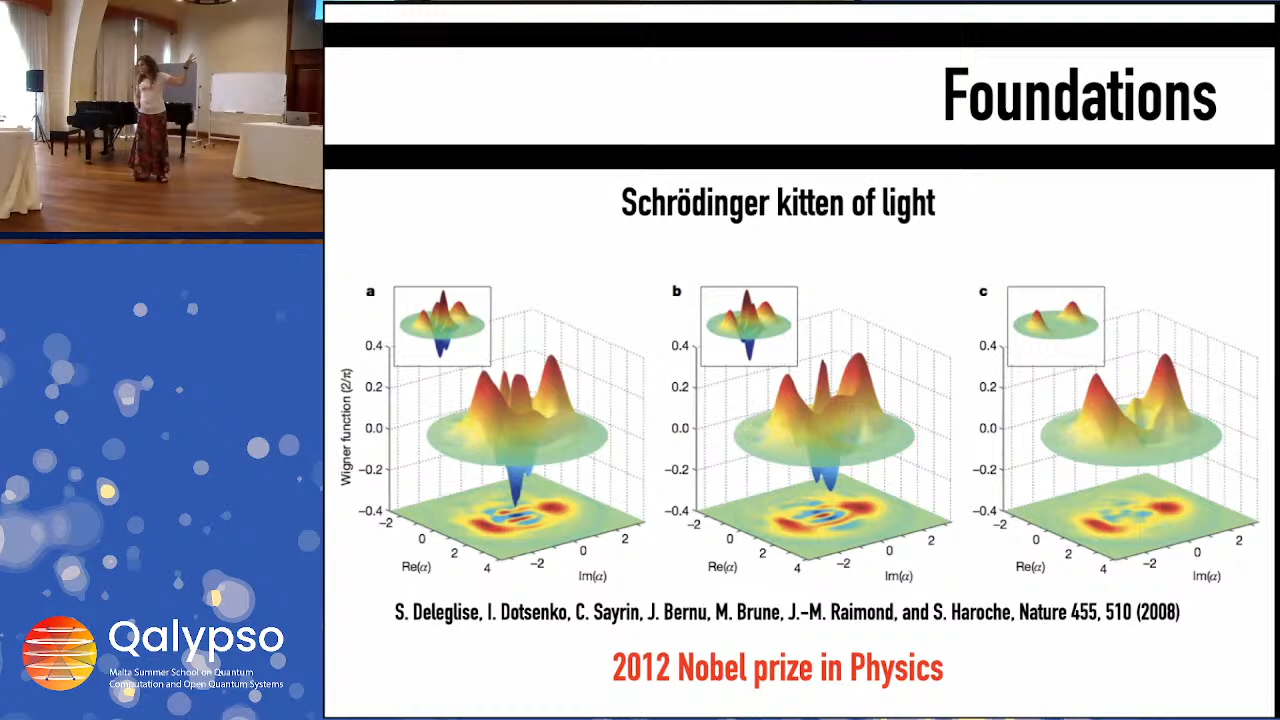 Foundations
Schrödinger kitten of light
a
b
c
Wigner function (2/π)
0.4
0.2
0.0
−0.2
−0.4
−2
0
2
4
Re(α)
−2
0
2
Im(α)
0.4
0.2
0.0
−0.2
−0.4
−2
0
2
4
Re(α)
−2
0
2
Im(α)
0.4
0.2
0.0
−0.2
−0.4
−2
0
2
4
Re(α)
−2
0
2
Im(α)
S. Deleglise, I. Dotsenko, C. Sayrin, J. Bernu, M. Brune, J.-M. Raimond, and S. Haroche, Nature 455, 510 (2008)
2012 Nobel prize in Physics
Qalypso
Malta Summer School on Quantum
Computation and Open Quantum Systems